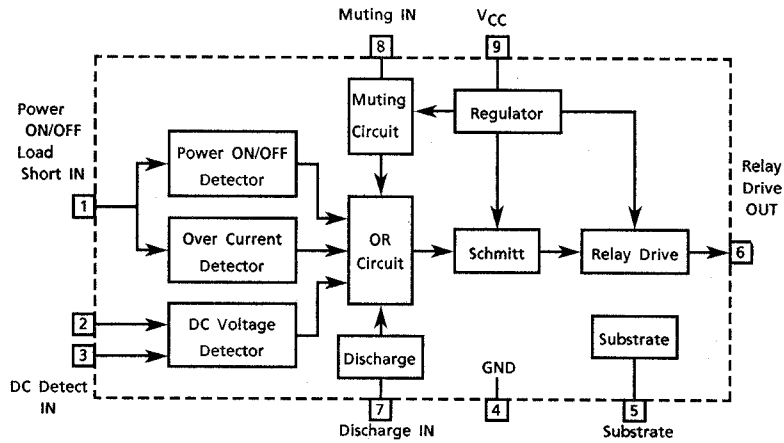 Muting IN
VCC
8
9
Power
ON/OFF
Load
Short IN
Muting
Circuit
Regulator
Power ON/OFF
Detector
Relay
Drive
OUT
1
Over Current
Detector
OR
Circuit
Schmitt
Relay Drive
6
2
3
DC Voltage
Detector
Discharge
Substrate
DC Detect
IN
GND
7
4
5
Discharge IN
Substrate